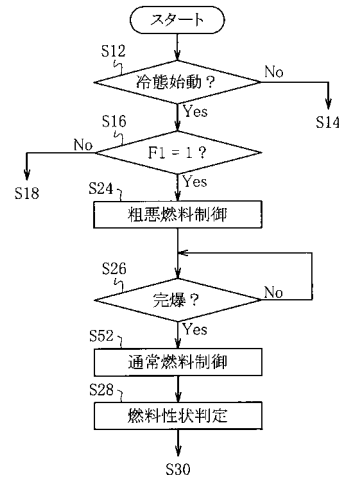 スタート
S12
冷態始動？
No
Yes
S14
S16
F1＝1？
No
Yes
S18
S24
粗悪燃料制御
S26
完爆？
No
Yes
S52
通常燃料制御
S28
燃料性状判定
S30